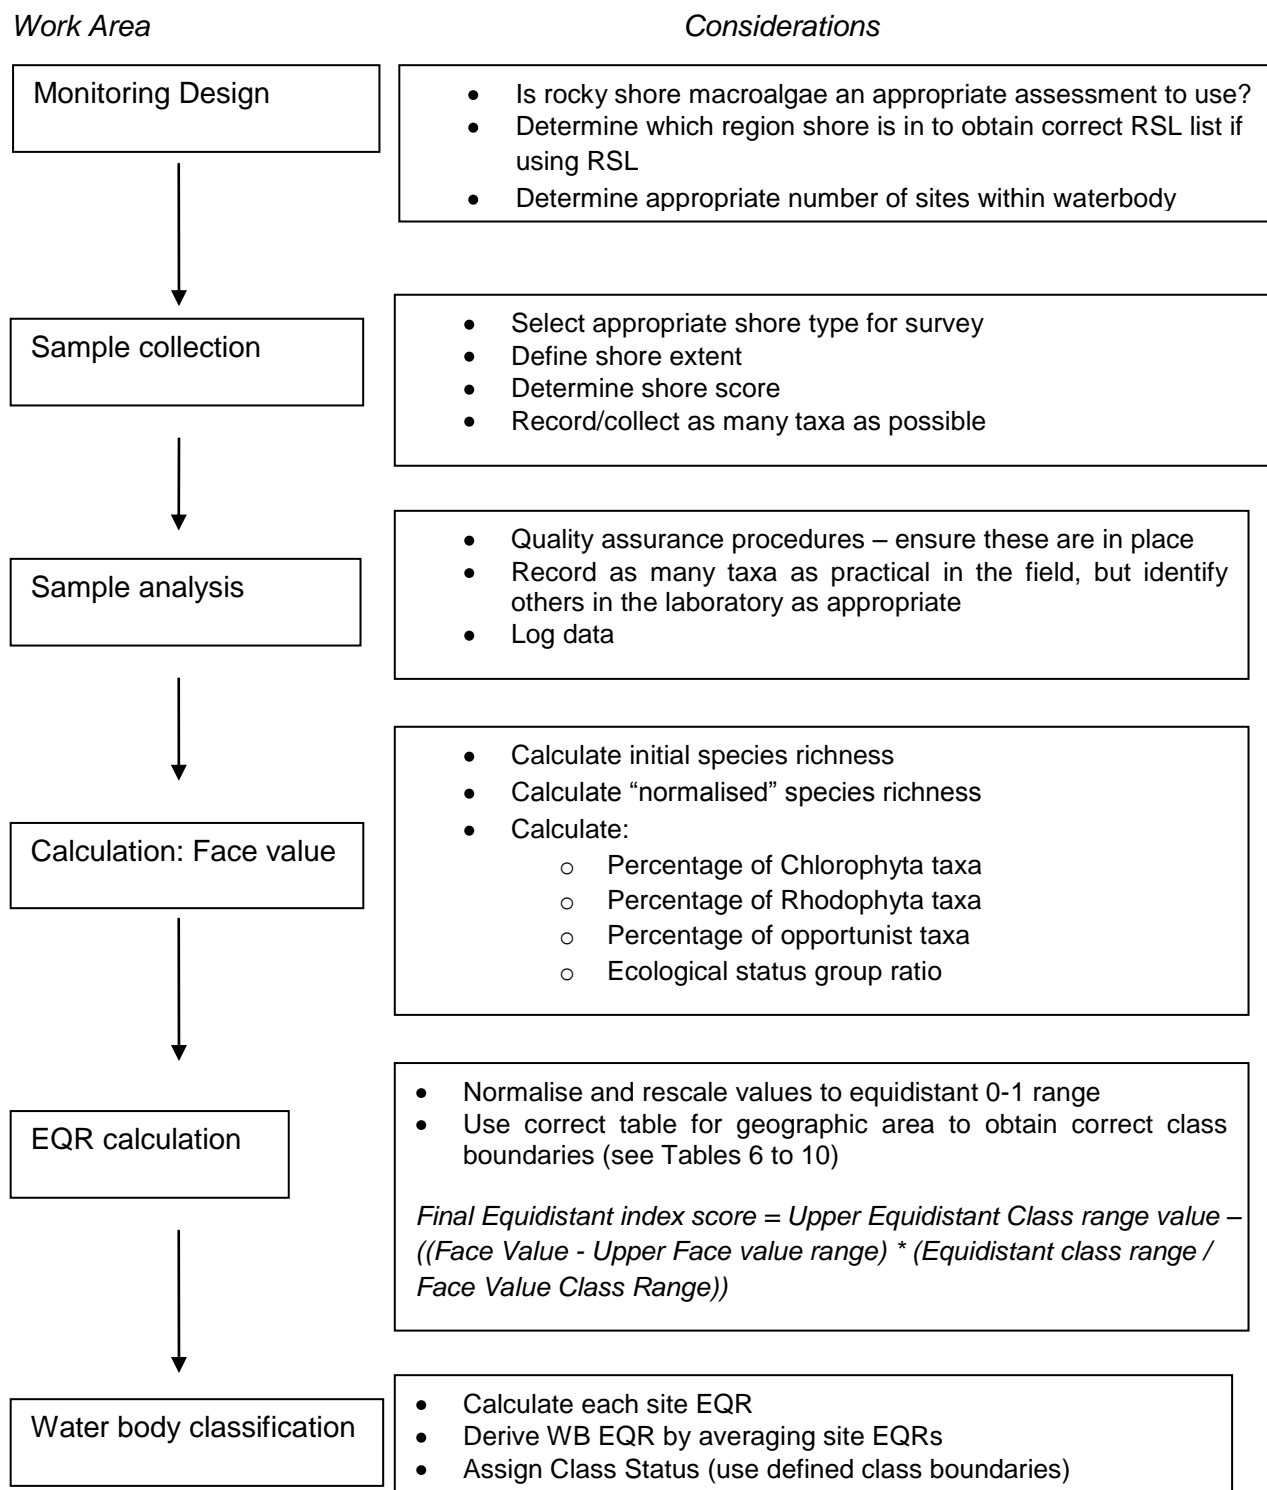 Work Area
Considerations
Monitoring Design
• Is rocky shore macroalgae an appropriate assessment to use?
• Determine which region shore is in to obtain correct RSL list if
using RSL
• Determine appropriate number of sites within waterbody
Sample collection
• Select appropriate shore type for survey
• Define shore extent
• Determine shore score
• Record/collect as many taxa as possible
Sample analysis
• Quality assurance procedures – ensure these are in place
• Record as many taxa as practical in the field, but identify
others in the laboratory as appropriate
• Log data
Calculation: Face value
• Calculate initial species richness
• Calculate “normalised” species richness
• Calculate:
o Percentage of Chlorophyta taxa
o Percentage of Rhodophyta taxa
o Percentage of opportunist taxa
o Ecological status group ratio
EQR calculation
• Normalise and rescale values to equidistant 0-1 range
• Use correct table for geographic area to obtain correct class
boundaries (see Tables 6 to 10)
Final Equidistant index score = Upper Equidistant Class range value –
((Face Value - Upper Face value range) * (Equidistant class range /
Face Value Class Range))
Water body classification
• Calculate each site EQR
• Derive WB EQR by averaging site EQRs
• Assign Class Status (use defined class boundaries)